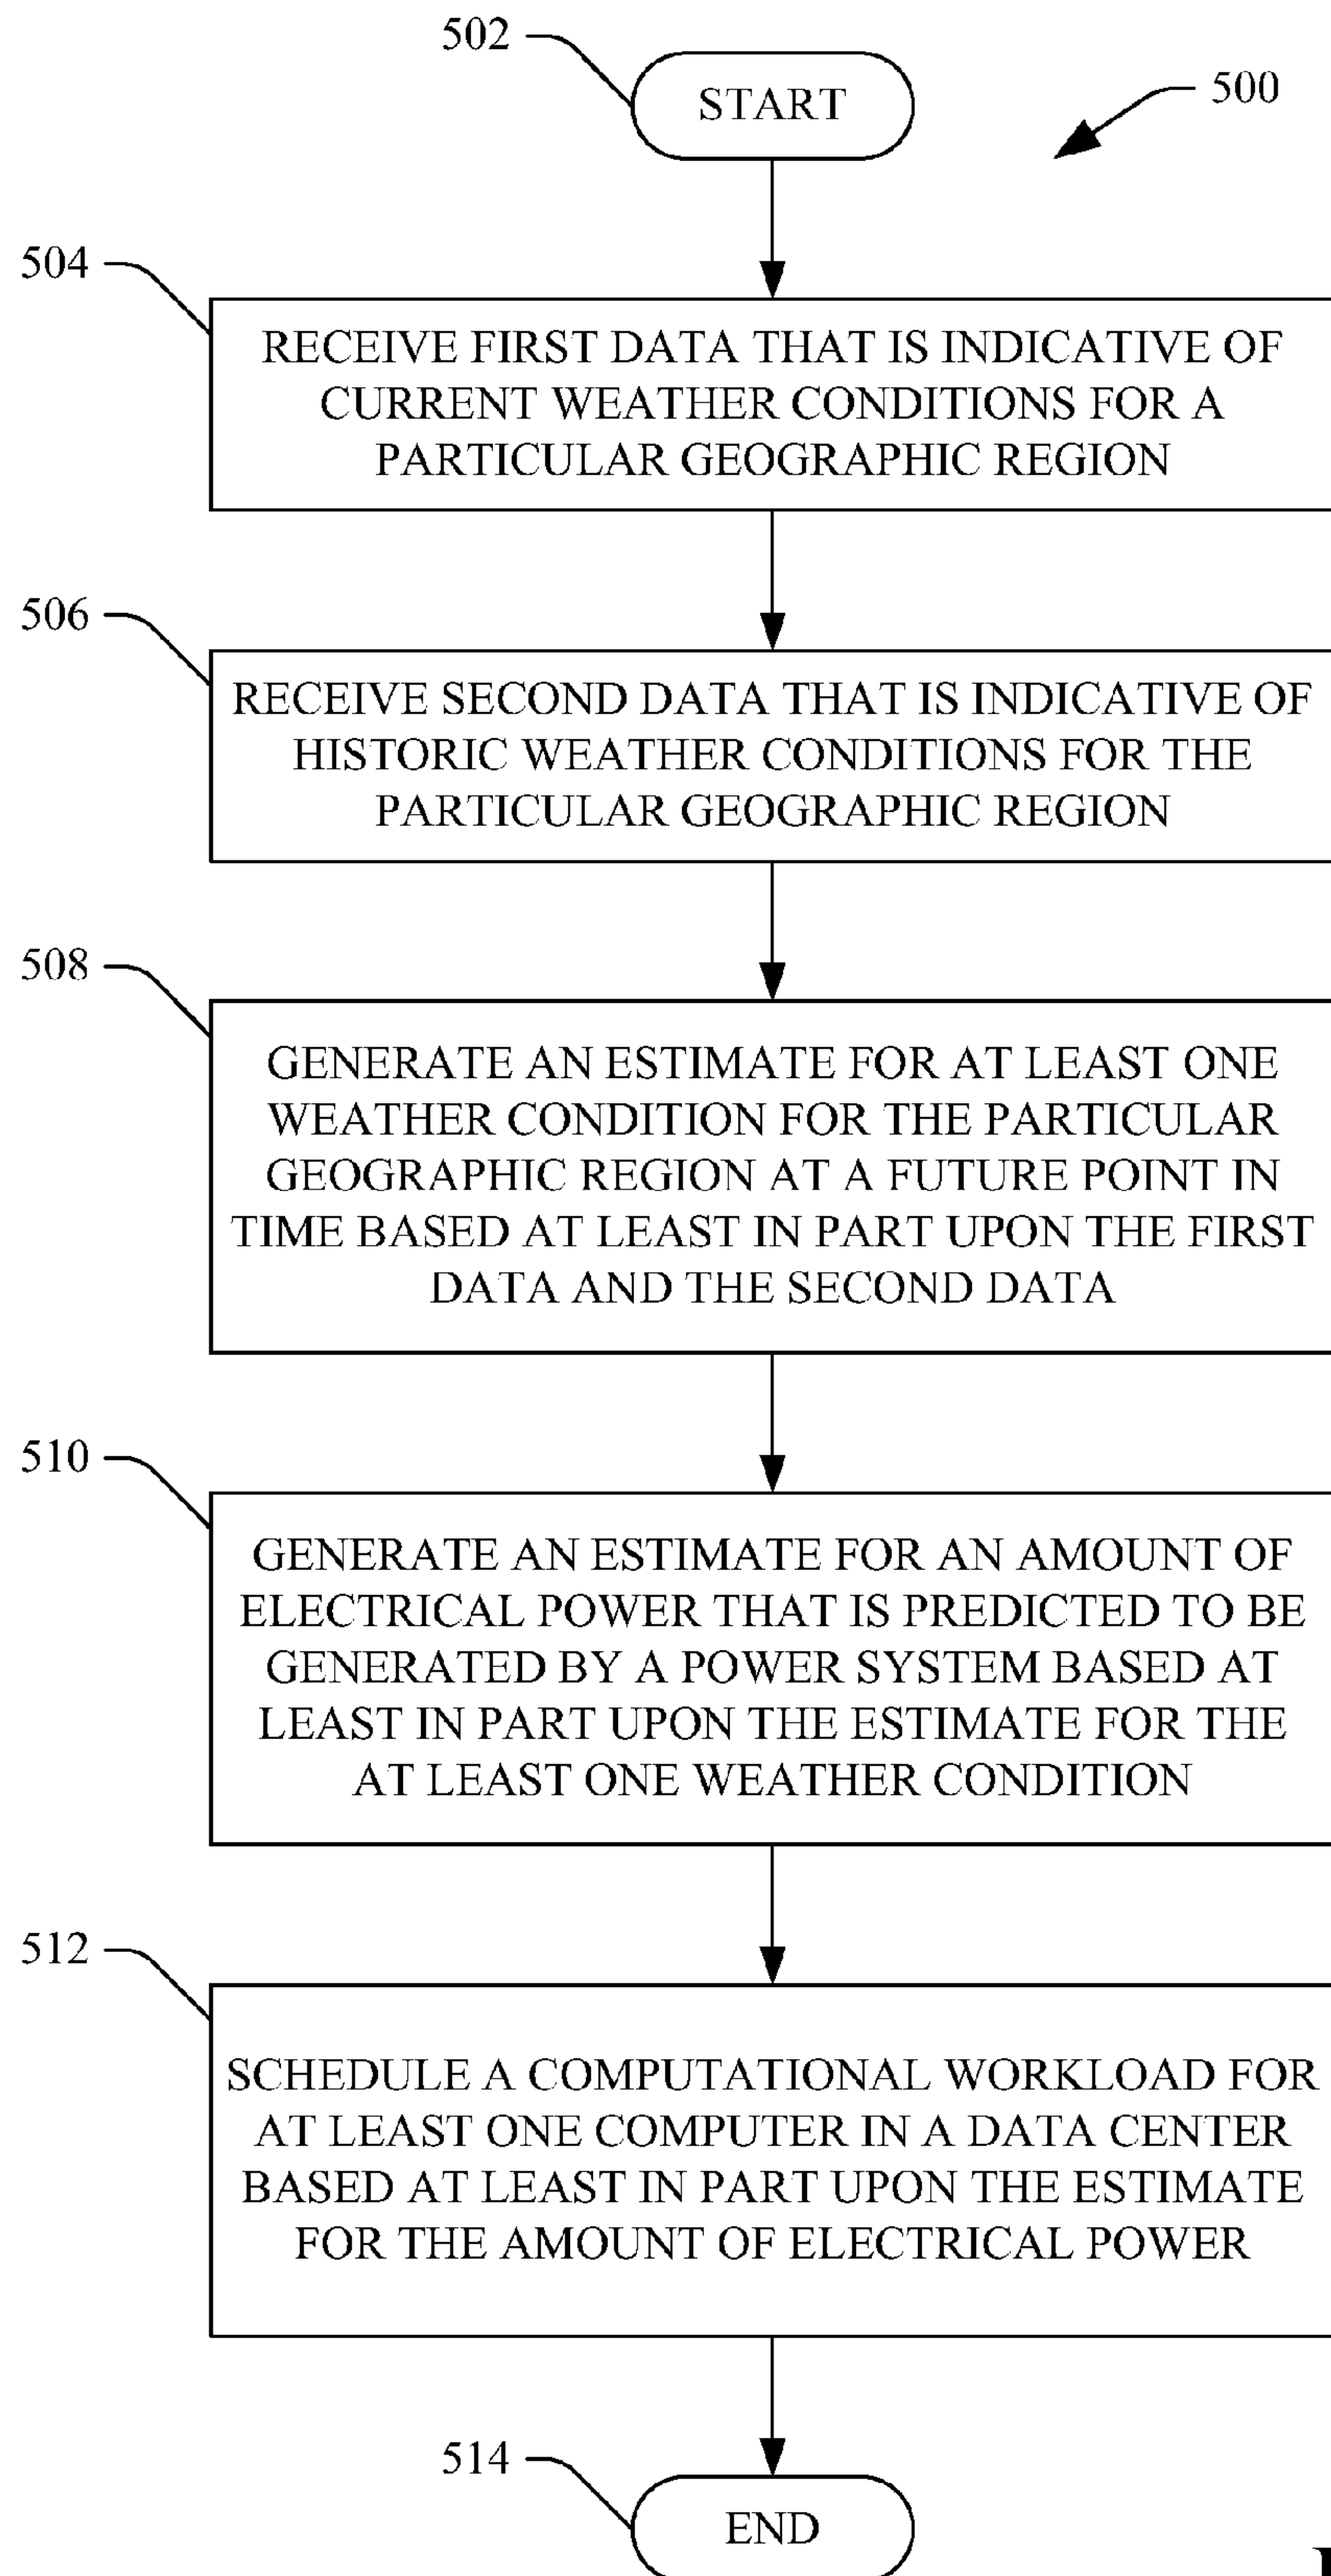 502
START
500
504
RECEIVE FIRST DATA THAT IS INDICATIVE OF
CURRENT WEATHER CONDITIONS FOR A
PARTICULAR GEOGRAPHIC REGION
506
RECEIVE SECOND DATA THAT IS INDICATIVE OF
HISTORIC WEATHER CONDITIONS FOR THE
PARTICULAR GEOGRAPHIC REGION
508
GENERATE AN ESTIMATE FOR AT LEAST ONE
WEATHER CONDITION FOR THE PARTICULAR
GEOGRAPHIC REGION AT A FUTURE POINT IN
TIME BASED AT LEAST IN PART UPON THE FIRST
DATA AND THE SECOND DATA
510
GENERATE AN ESTIMATE FOR AN AMOUNT OF
ELECTRICAL POWER THAT IS PREDICTED TO BE
GENERATED BY A POWER SYSTEM BASED AT
LEAST IN PART UPON THE ESTIMATE FOR THE
AT LEAST ONE WEATHER CONDITION
512
SCHEDULE A COMPUTATIONAL WORKLOAD FOR
AT LEAST ONE COMPUTER IN A DATA CENTER
BASED AT LEAST IN PART UPON THE ESTIMATE
FOR THE AMOUNT OF ELECTRICAL POWER
514
END